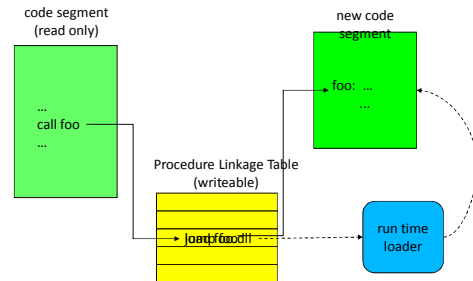 code segment
(read only)
new code
segment
…
call foo
…
foo: …
…
Procedure Linkage Table
(writeable)
run time
loader